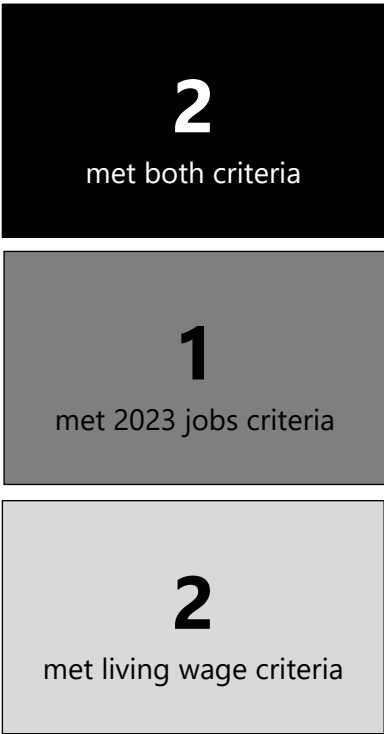 2
met both criteria
1
met 2023 jobs criteria
2
met living wage criteria